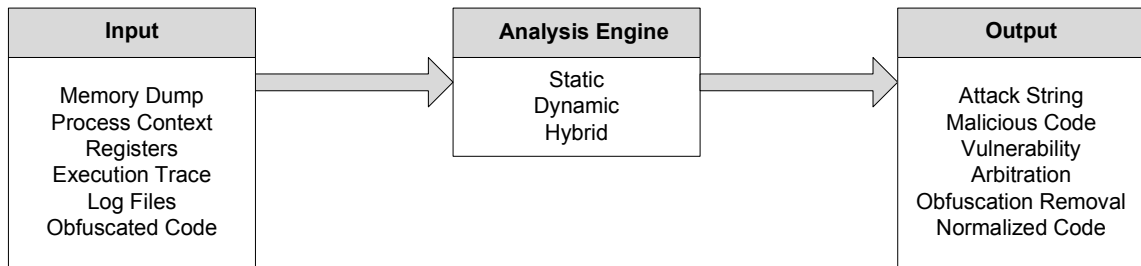 Input
Memory Dump
Process Context
Registers
Execution Trace
Log Files
Obfuscated Code
Analysis Engine
Static
Dynamic
Hybrid
Output
Attack String
Malicious Code
Vulnerability
Arbitration
Obfuscation Removal
Normalized Code